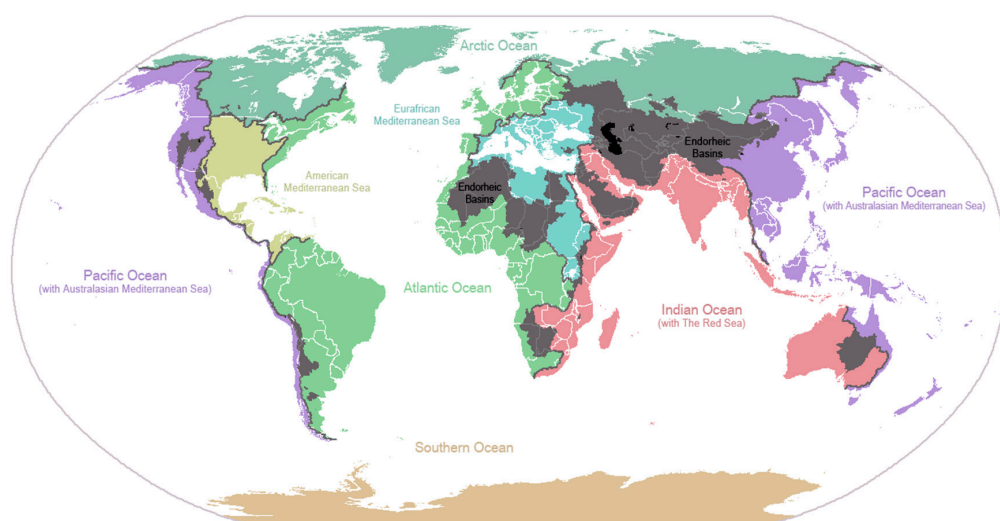 Arctic Ocean
Eurafrican
Mediterranean Sea
Endorheic
Basins
American
Mediterranean Sea
Endorheic
Basins
Pacific Ocean
(with Australasian Mediterranean Sea)
Pacific Ocean
(with Australasian Mediterranean Sea)
Atlantic Ocean
Indian Ocean
(with The Red Sea)
Southern Ocean